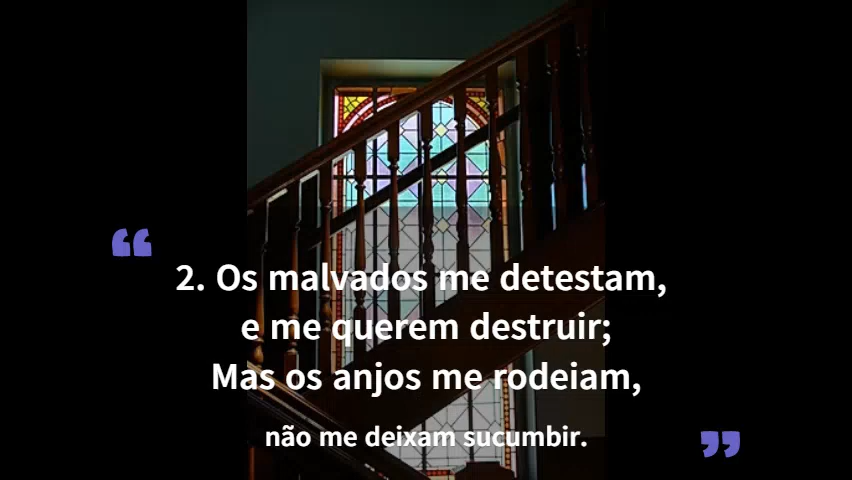 2. Os malvados me detestam,
e me querem destruir;
Mas os anjos me rodeiam,
não me deixam sucumbir.